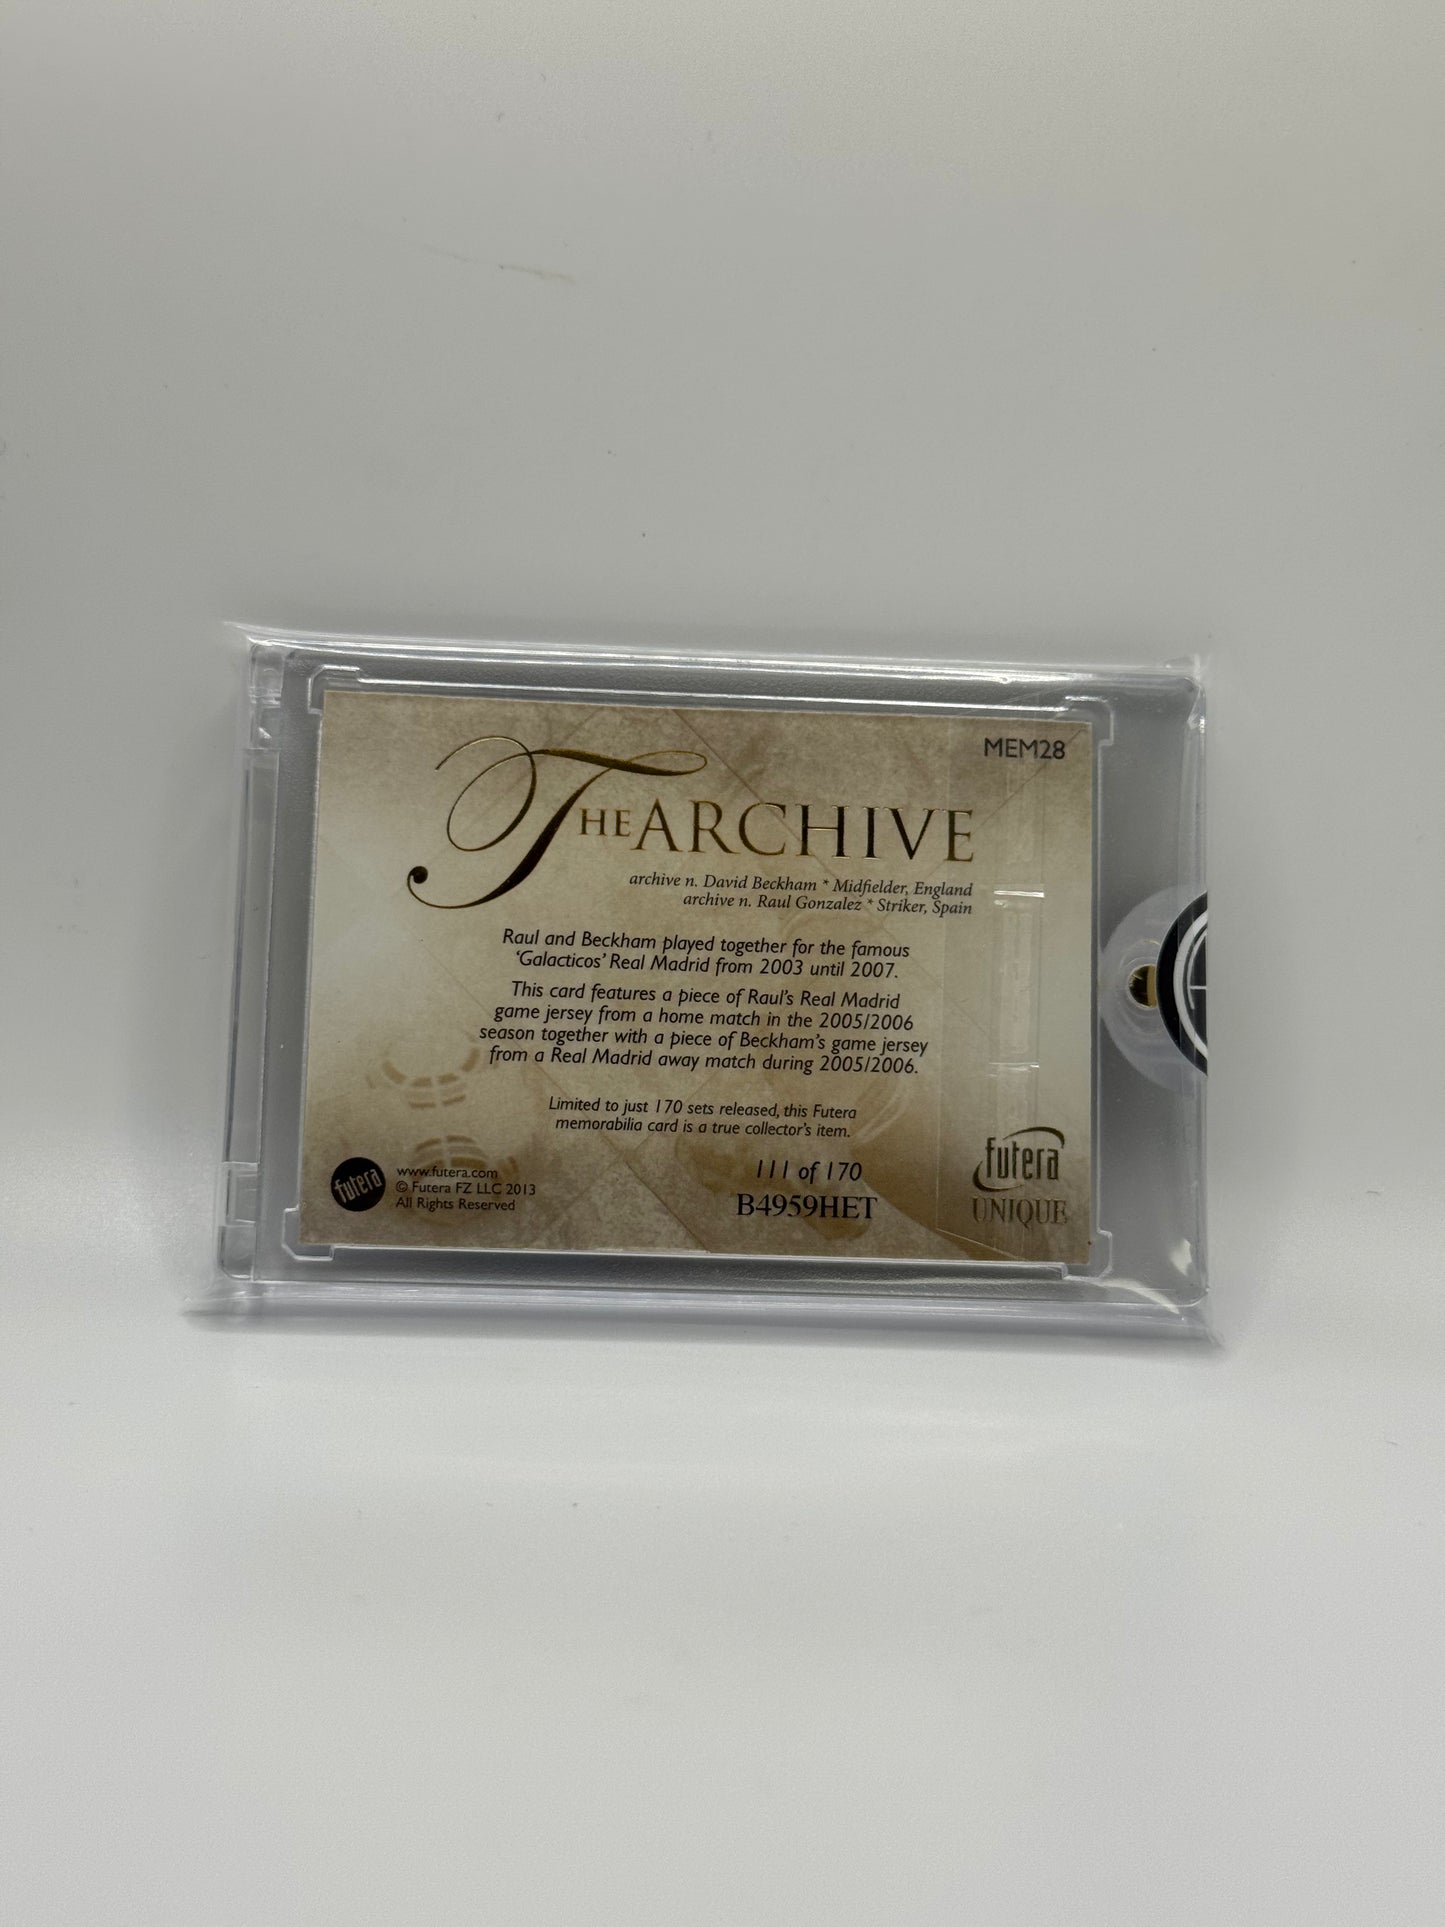 MEM28
THE ARCHIVE
archive n. David Beckham * Midfielder, England
archive n. Raul Gonzalez * Striker, Spain
Raul and Beckham played together for the famous
‘Galacticos’ Real Madrid from 2003 until 2007.
This card features a piece of Raul’s Real Madrid
game jersey from a home match in the 2005/2006
season together with a piece of Beckham’s game jersey
from a Real Madrid away match during 2005/2006.
Limited to just 170 sets released, this Futera
memorabilia card is a true collector’s item.
111 of 170
B4959HET
futera
www.futera.com
© Futera FZ LLC 2013
All Rights Reserved
futera
UNIQUE